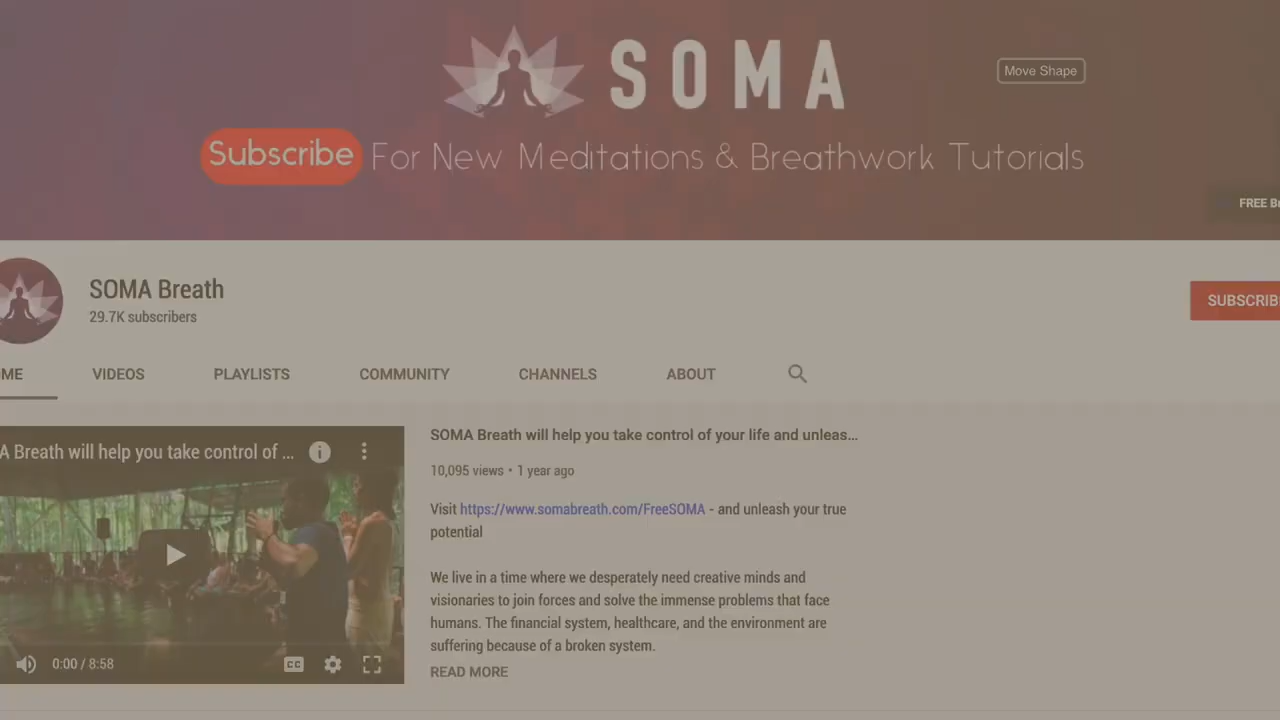 SOMA
Move Shape
Subscribe For New Meditations & Breathwork Tutorials
FREE
SOMA Breath
29.7K subscribers
SUBSCRIB
ME
VIDEOS
PLAYLISTS
COMMUNITY
CHANNELS
ABOUT
A Breath will help you take control of ...
0:00 / 8:58
CC
SOMA Breath will help you take control of your life and unleas...
10,095 views • 1 year ago
Visit https://www.somabreath.com/FreeSOMA - and unleash your true
potential
We live in a time where we desperately need creative minds and
visionaries to join forces and solve the immense problems that face
humans. The financial system, healthcare, and the environment are
suffering because of a broken system.
READ MORE